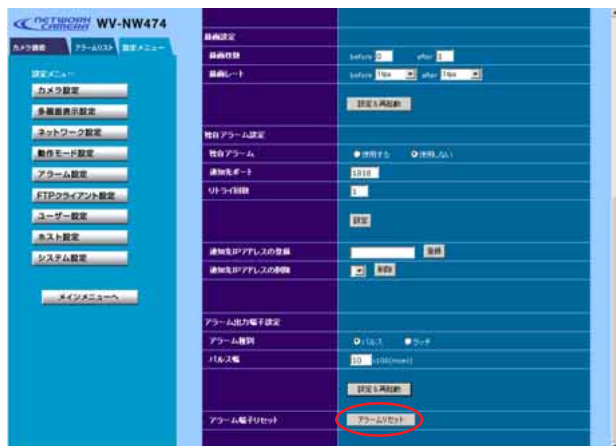 NETWORK CAMERA WV-NW474
カメラ画面
アラームリスト
設定メニュー
設定メニュー
カメラ設定
多画面表示設定
ネットワーク設定
動作モード設定
アラーム設定
FTPクライアント設定
ユーザー設定
ホスト設定
システム設定
メインメニューへ
録画設定
録画枚数 before 0 after 1
録画レート before 1fps after 1fps
設定&再起動
独自アラーム設定
独自アラーム 使用する 使用しない
通知先ポート 1818
リトライ回数 1
設定
通知先IPアドレスの登録 登録
通知先IPアドレスの削除 削除
アラーム出力端子設定
アラーム種別 パルス ラッチ
パルス幅 10 x100(msec)
設定&再起動
アラーム端子リセット アラームリセット